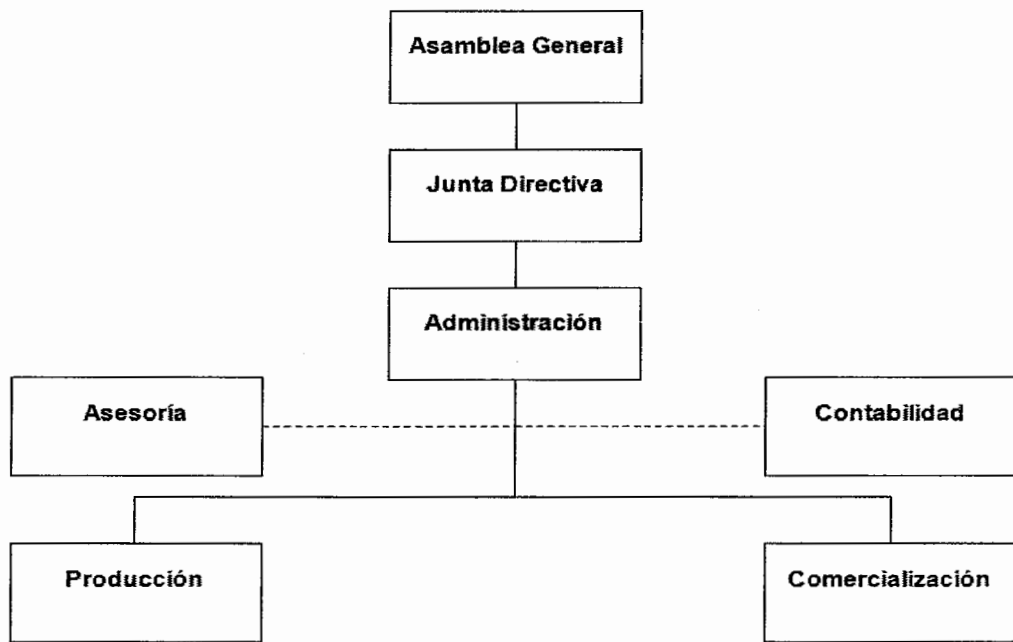 Asamblea General
Junta Directiva
Administración
Asesoría
Contabilidad
Producción
Comercialización